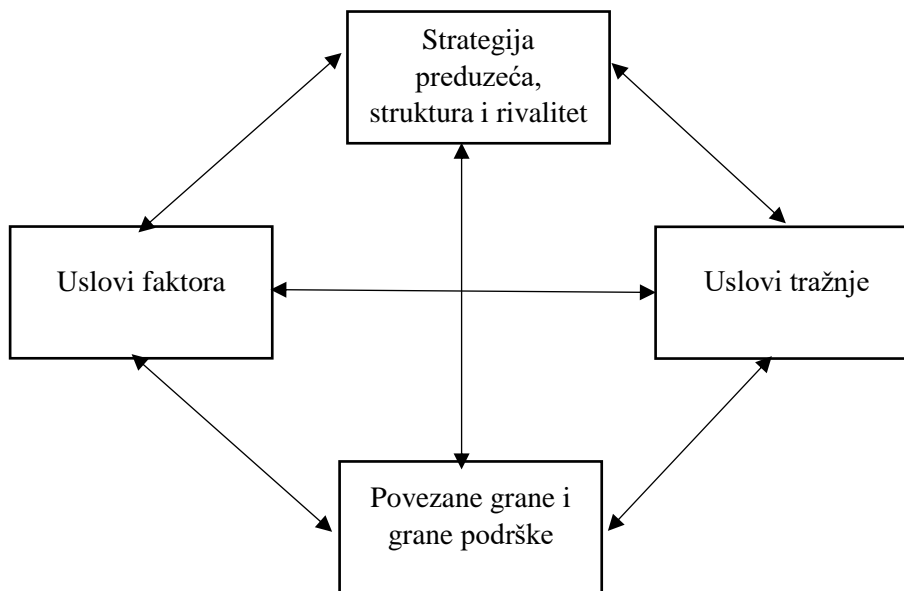 Strategija
preduzeća,
struktura i rivalitet
Uslovi faktora
Uslovi tražnje
Povezane grane i
grane podrške